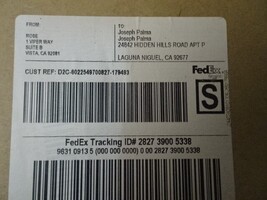 FROM:
TO:
Joseph Palma
ROSE
Joseph Palma
1 VIPER WAY
24842 HIDDEN HILLS ROAD APT P
SUITE B
VISTA, CA 92081
LAGUNA NIGUEL, CA 92677
CUST REF: D2C-6022549700827-179483
FedEx
S
FedEx Tracking ID# 2827 3900 5338
9631 0913 5 (000 000 0000) 0 00 2827 3900 5338